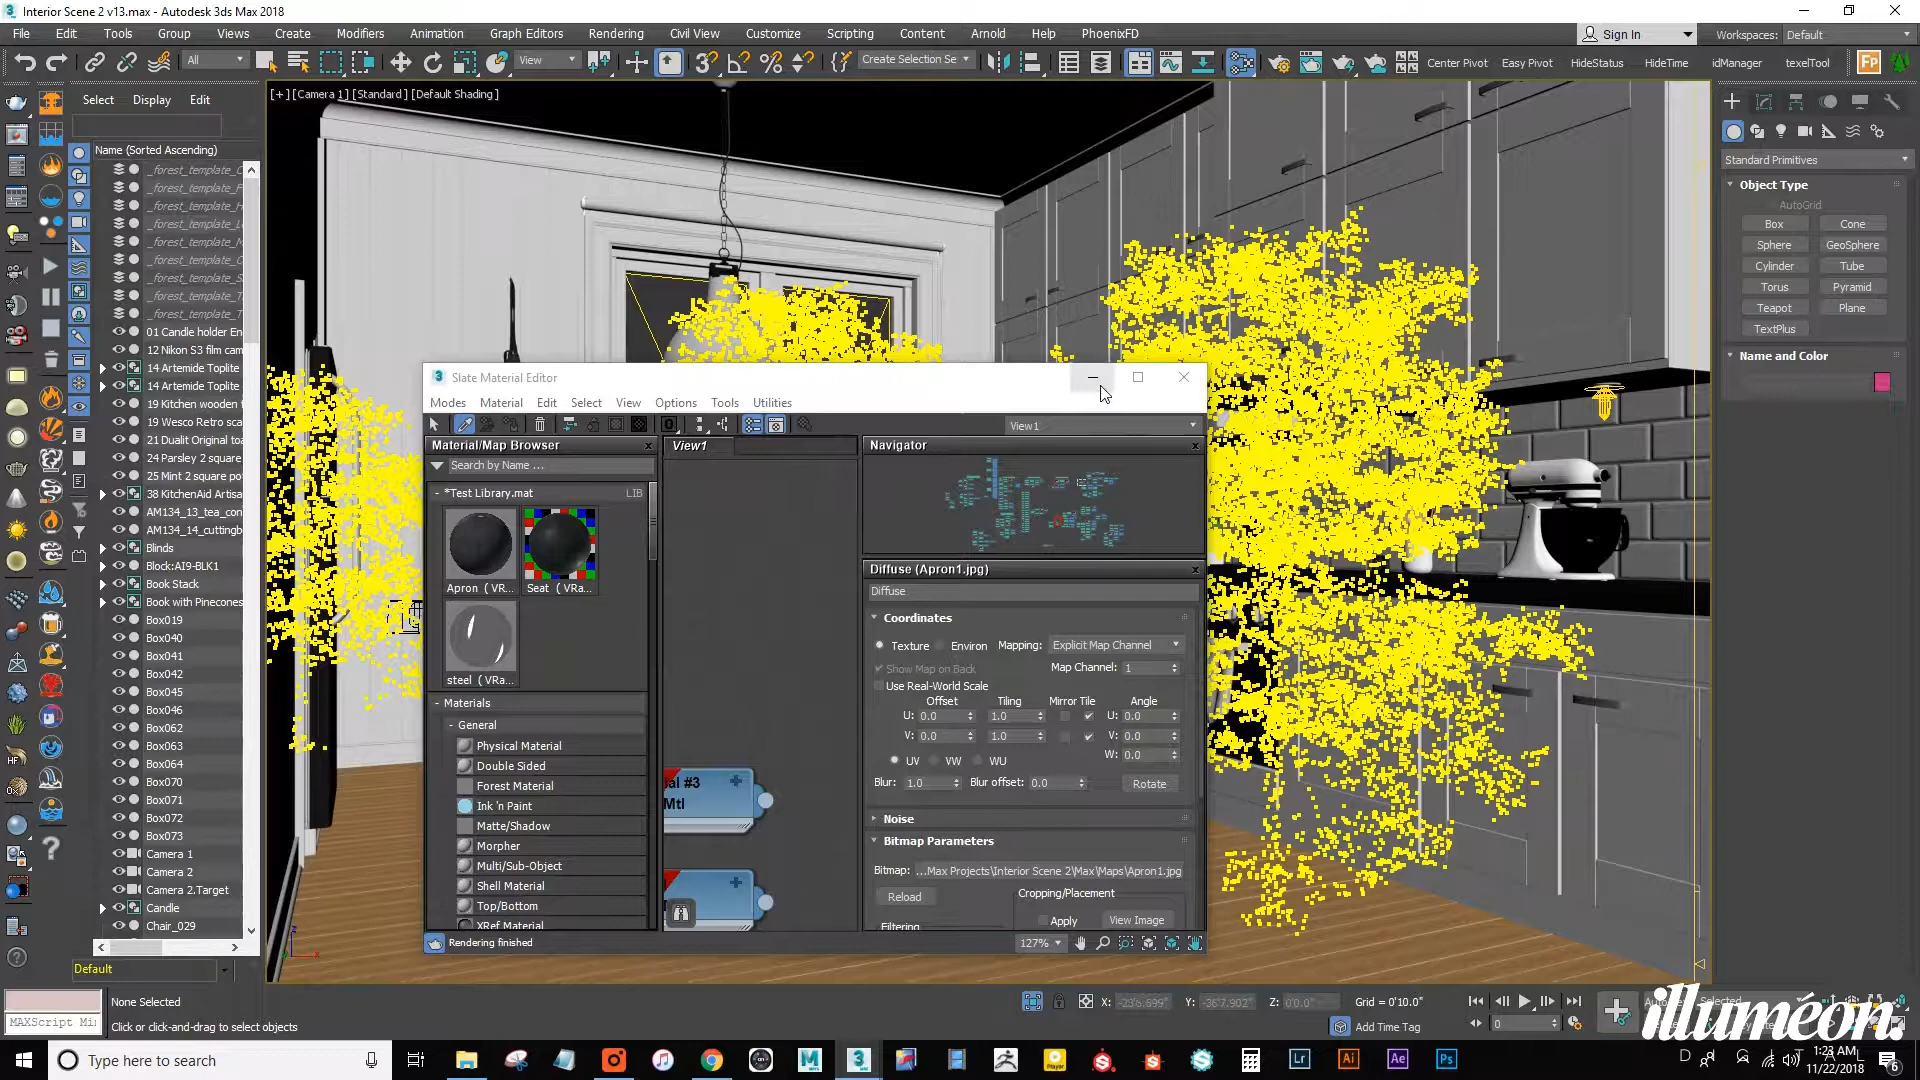 Interior Scene 2 v13.max - Autodesk 3ds Max 2018
File Edit Tools Group Views Create Modifiers Animation Graph Editors Rendering Civil View Customize Scripting Content Arnold Help PhoenixFD
Sign In
Workspaces: Default
All
View
Create Selection Se
Center Pivot Easy Pivot HideStatus HideTime idManager texelTool
Fp
Select Display Edit
Name (Sorted Ascending)
[+] [Camera 1] [Standard] [Default Shading]
01 Candle holder En
12 Nikon S3 film cam
14 Artemide Toplite
14 Artemide Toplite
19 Kitchen wooden f
19 Wesco Retro sca
21 Dualit Original toa
24 Parsley 2 square
25 Mint 2 square po
38 KitchenAid Artisa
AM134_13_tea_con
AM134_14_cuttingb
Blinds
Block:AI9-BLK1
Book Stack
Book with Pinecones
Box019
Box040
Box041
Box042
Box045
Box046
Box062
Box063
Box064
Box070
Box071
Box072
Box073
Camera 1
Camera 2
Camera 2.Target
Candle
Chair_029
Default
Slate Material Editor
Modes Material Edit Select View Options Tools Utilities
View1
Material/Map Browser
Search by Name ...
- *Test Library.mat LIB
Apron ( VR...
Seat ( VRa...
steel ( VRa...
- Materials
- General
Physical Material
Double Sided
Forest Material
Ink 'n Paint
Matte/Shadow
Morpher
Multi/Sub-Object
Shell Material
Top/Bottom
XRef Material
Rendering finished
View1
ial #3
Mtl
Navigator
Diffuse (Apron1.jpg)
Diffuse
Coordinates
Texture Environ Mapping: Explicit Map Channel
Show Map on Back Map Channel: 1
Use Real-World Scale
Offset Tiling Mirror Tile Angle
U: 0.0 1.0 U: 0.0
V: 0.0 1.0 V: 0.0
W: 0.0
UV VW WU
Blur: 1.0 Blur offset: 0.0 Rotate
Noise
Bitmap Parameters
Bitmap: ...Max Projects\Interior Scene 2\Max\Maps\Apron1.jpg
Reload
Cropping/Placement
Apply View Image
Filtering
127%
Standard Primitives
Object Type
AutoGrid
Box Cone
Sphere GeoSphere
Cylinder Tube
Torus Pyramid
Teapot Plane
TextPlus
Name and Color
None Selected
Click or click-and-drag to select objects
MAXScript Mi
X: -23'6.699" Y: -36'7.902" Z: 0'0.0" Grid = 0'10.0"
Add Time Tag
0
Selected
illuméon.
Type here to search
1:23 AM
11/22/2018
6